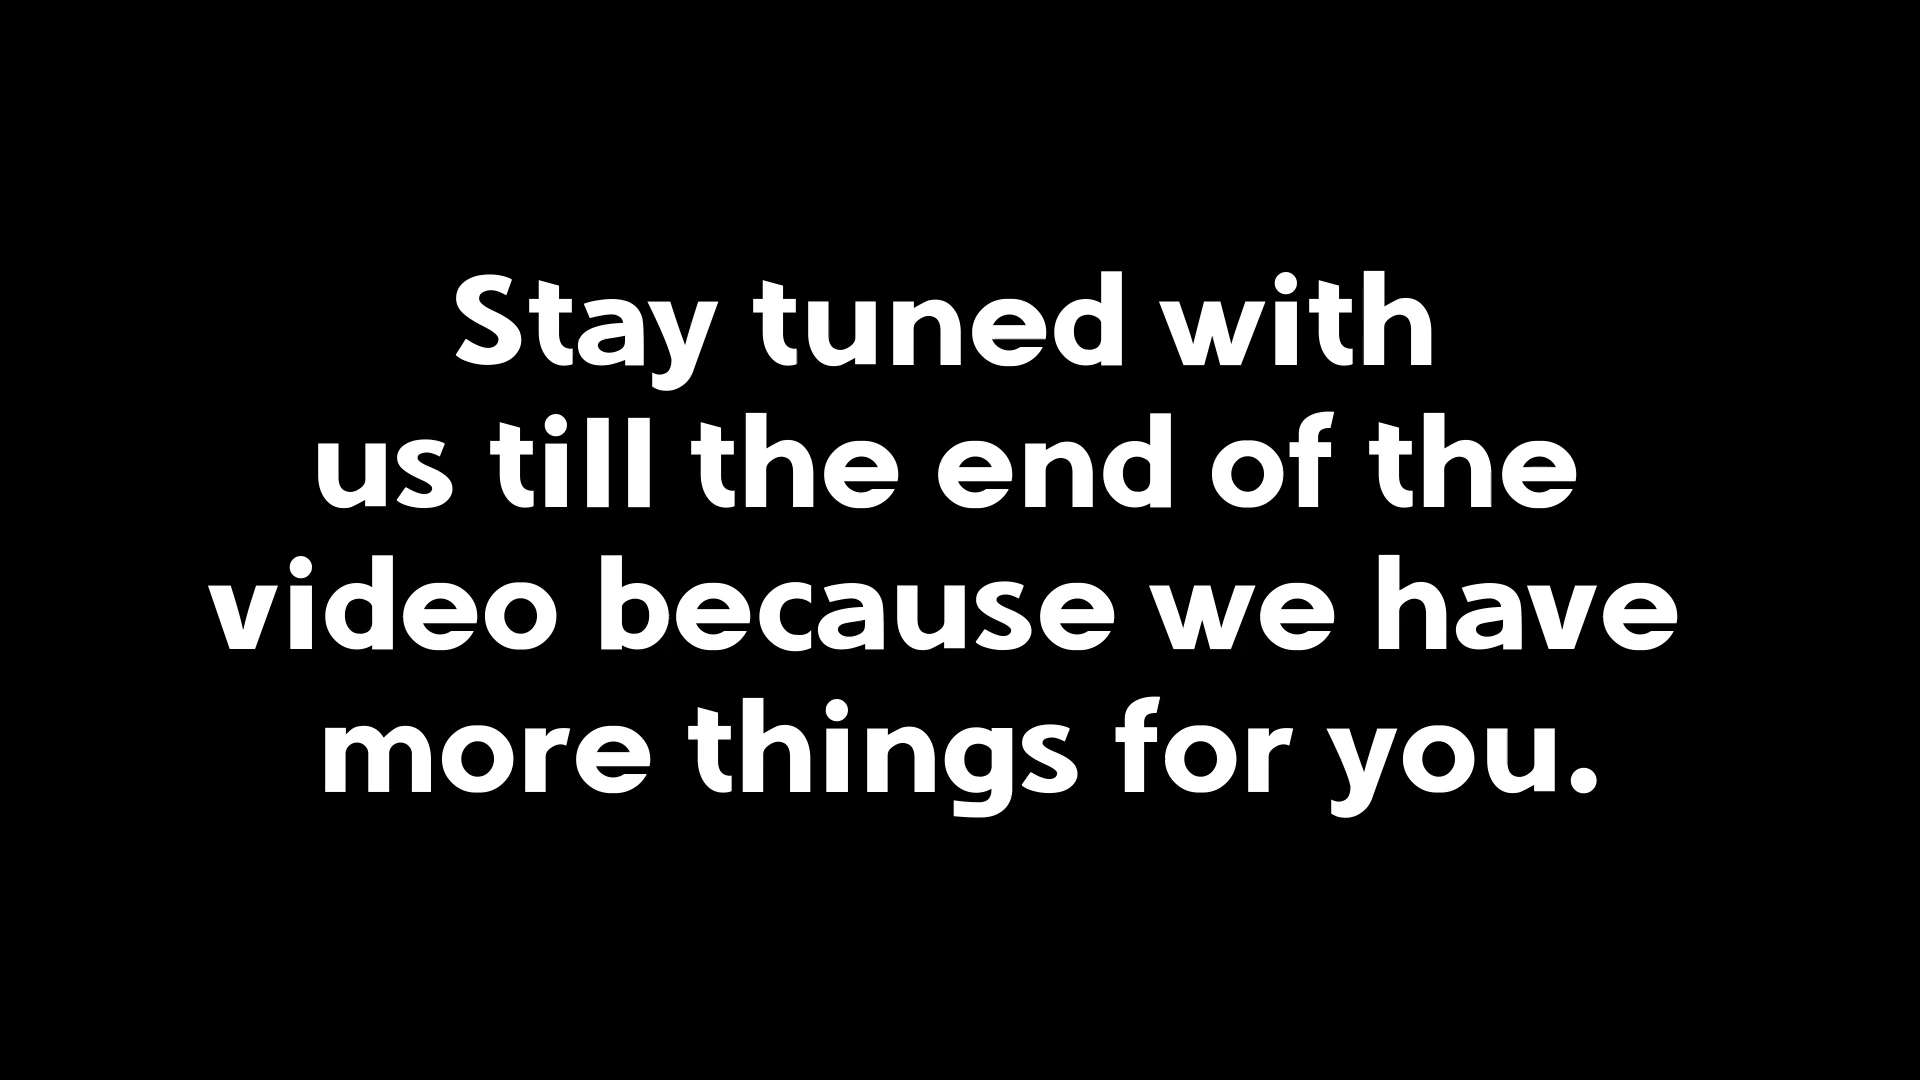 Stay tuned with
us till the end of the
video because we have
more things for you.